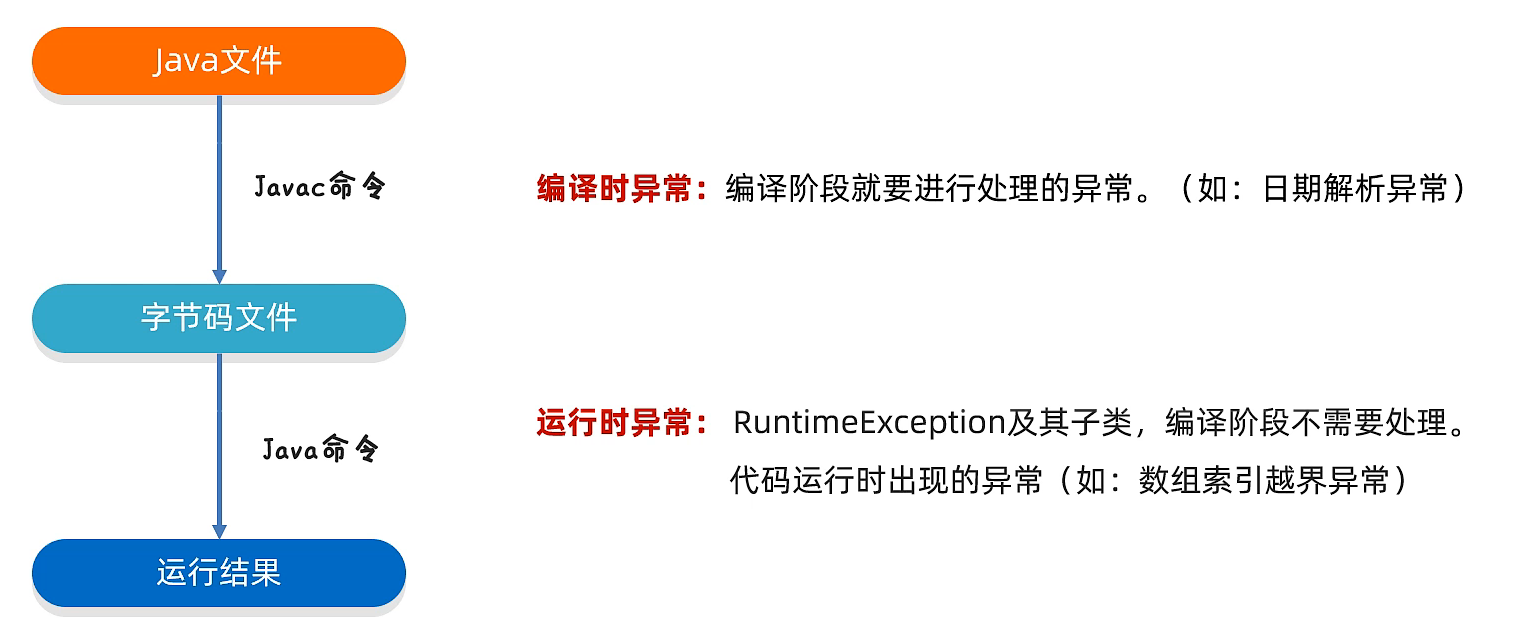 Java文件
Javac命令
编译时异常：编译阶段就要进行处理的异常。（如：日期解析异常）
字节码文件
运行时异常： RuntimeException及其子类，编译阶段不需要处理。
Java命令
代码运行时出现的异常（如：数组索引越界异常）
运行结果